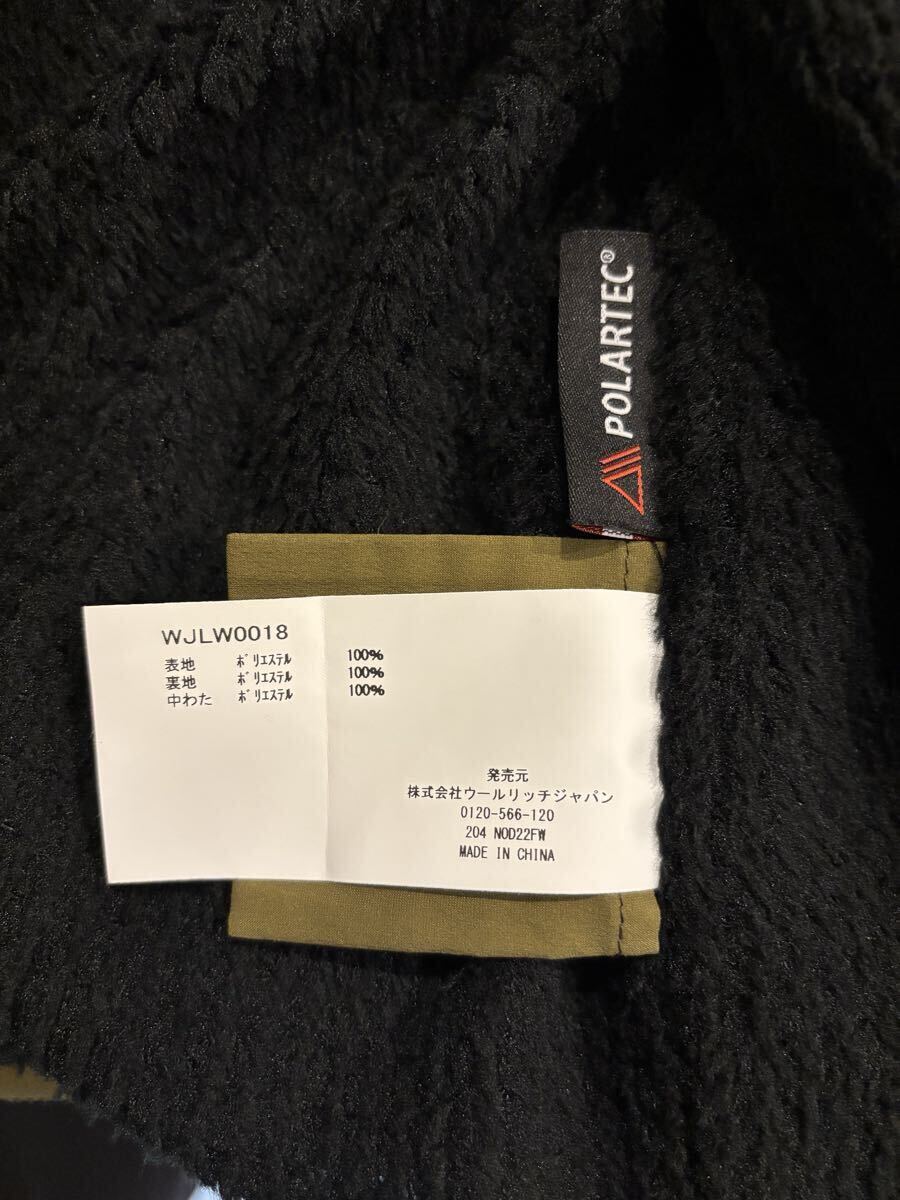 POLARTEC®
WJLW0018
表地 ポリエステル 100%
裏地 ポリエステル 100%
中わた ポリエステル 100%
発売元
株式会社ウールリッチジャパン
0120-566-120
204 NOD22FW
MADE IN CHINA